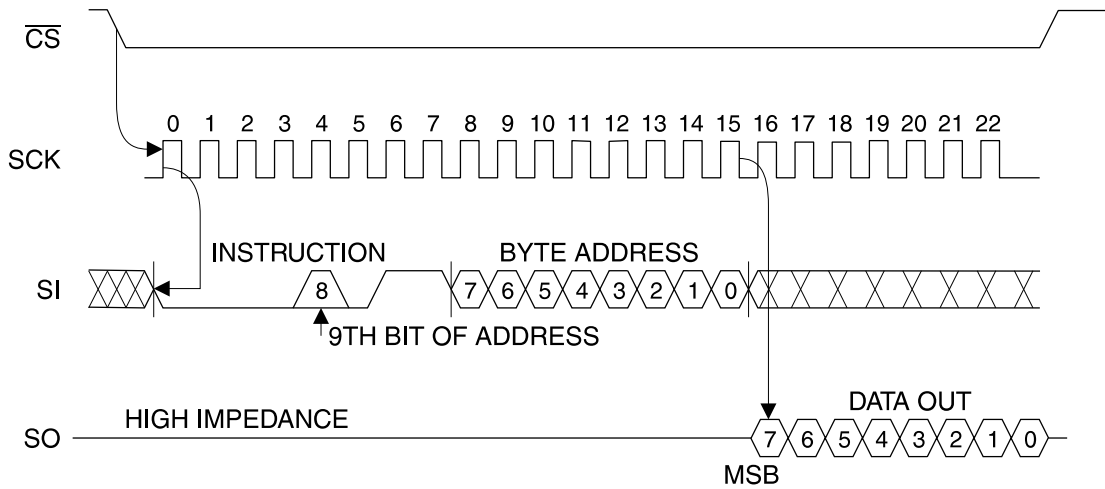 CS
0 1 2 3 4 5 6 7 8 9 10 11 12 13 14 15 16 17 18 19 20 21 22
SCK
INSTRUCTION BYTE ADDRESS
SI 8 7 6 5 4 3 2 1 0
9TH BIT OF ADDRESS
HIGH IMPEDANCE DATA OUT
SO 7 6 5 4 3 2 1 0
MSB